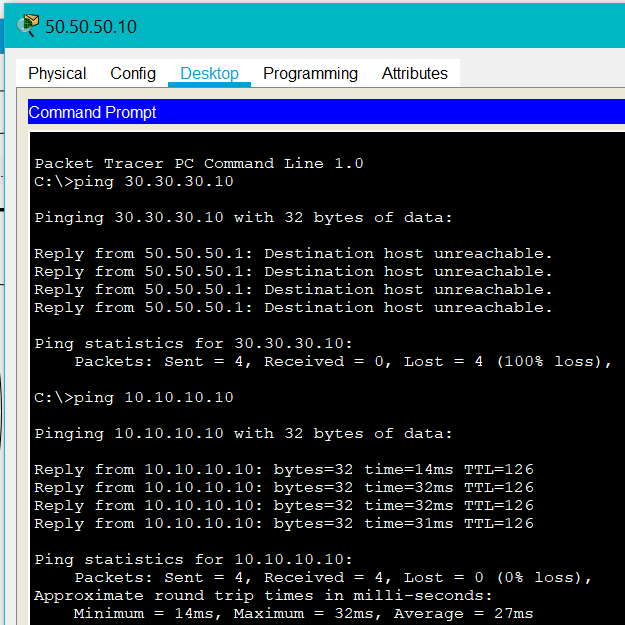 50.50.50.10
Physical Config Desktop Programming Attributes
Command Prompt
Packet Tracer PC Command Line 1.0
C:\>ping 30.30.30.10
Pinging 30.30.30.10 with 32 bytes of data:
Reply from 50.50.50.1: Destination host unreachable.
Reply from 50.50.50.1: Destination host unreachable.
Reply from 50.50.50.1: Destination host unreachable.
Reply from 50.50.50.1: Destination host unreachable.
Ping statistics for 30.30.30.10:
    Packets: Sent = 4, Received = 0, Lost = 4 (100% loss),
C:\>ping 10.10.10.10
Pinging 10.10.10.10 with 32 bytes of data:
Reply from 10.10.10.10: bytes=32 time=14ms TTL=126
Reply from 10.10.10.10: bytes=32 time=32ms TTL=126
Reply from 10.10.10.10: bytes=32 time=32ms TTL=126
Reply from 10.10.10.10: bytes=32 time=31ms TTL=126
Ping statistics for 10.10.10.10:
    Packets: Sent = 4, Received = 4, Lost = 0 (0% loss),
Approximate round trip times in milli-seconds:
    Minimum = 14ms, Maximum = 32ms, Average = 27ms